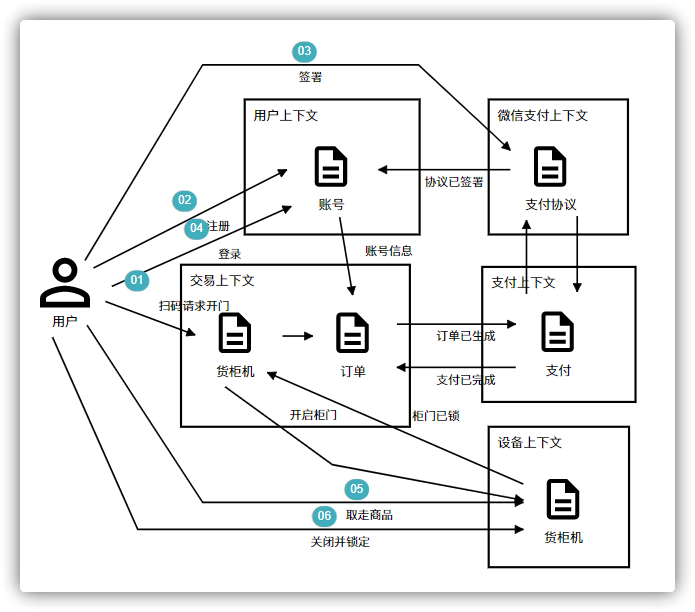 03
签署
用户上下文
微信支付上下文
协议已签署
02
账号
支付协议
04
注册
登录
账号信息
01
交易上下文
支付上下文
扫码请求开门
用户
订单已生成
货柜机
订单
支付
支付已完成
开启柜门
柜门已锁
设备上下文
05
取走商品
06
货柜机
关闭并锁定